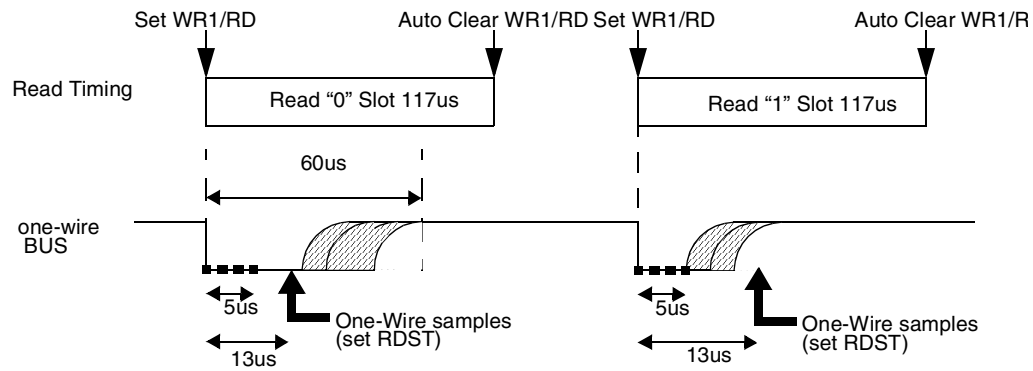 Set WR1/RD
Auto Clear WR1/RD
Set WR1/RD
Auto Clear WR1/R
Read Timing
Read “0” Slot 117us
Read “1” Slot 117us
60us
one-wire
BUS
5us
One-Wire samples
(set RDST)
13us
5us
One-Wire samples
(set RDST)
13us